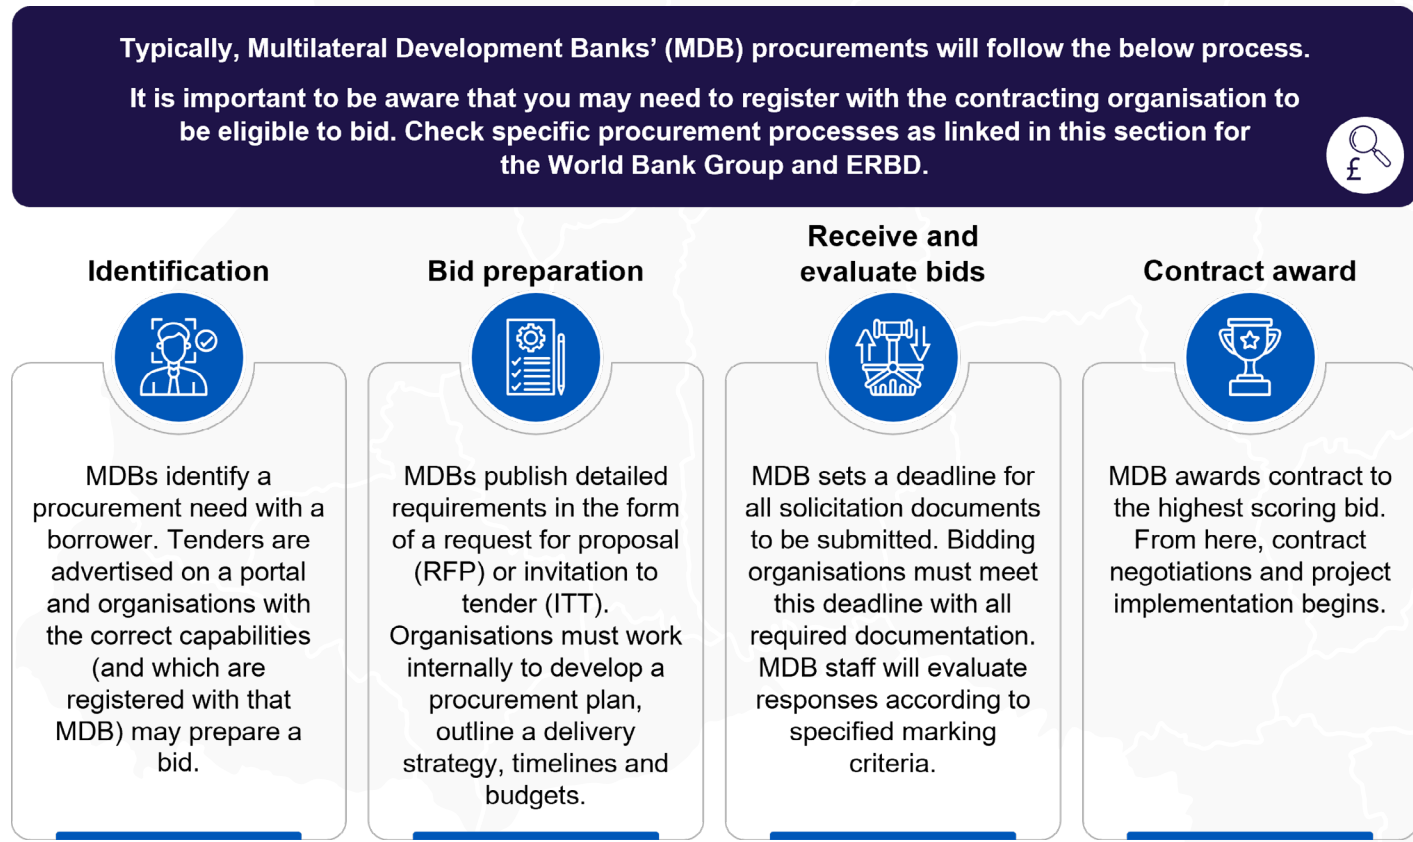 Typically, Multilateral Development Banks’ (MDB) procurements will follow the below process.
It is important to be aware that you may need to register with the contracting organisation to
be eligible to bid. Check specific procurement processes as linked in this section for
the World Bank Group and ERBD.
£
Identification
MDBs identify a
procurement need with a
borrower. Tenders are
advertised on a portal
and organisations with
the correct capabilities
(and which are
registered with that
MDB) may prepare a
bid.
Bid preparation
MDBs publish detailed
requirements in the form
of a request for proposal
(RFP) or invitation to
tender (ITT).
Organisations must work
internally to develop a
procurement plan,
outline a delivery
strategy, timelines and
budgets.
Receive and
evaluate bids
MDB sets a deadline for
all solicitation documents
to be submitted. Bidding
organisations must meet
this deadline with all
required documentation.
MDB staff will evaluate
responses according to
specified marking
criteria.
Contract award
MDB awards contract to
the highest scoring bid.
From here, contract
negotiations and project
implementation begins.